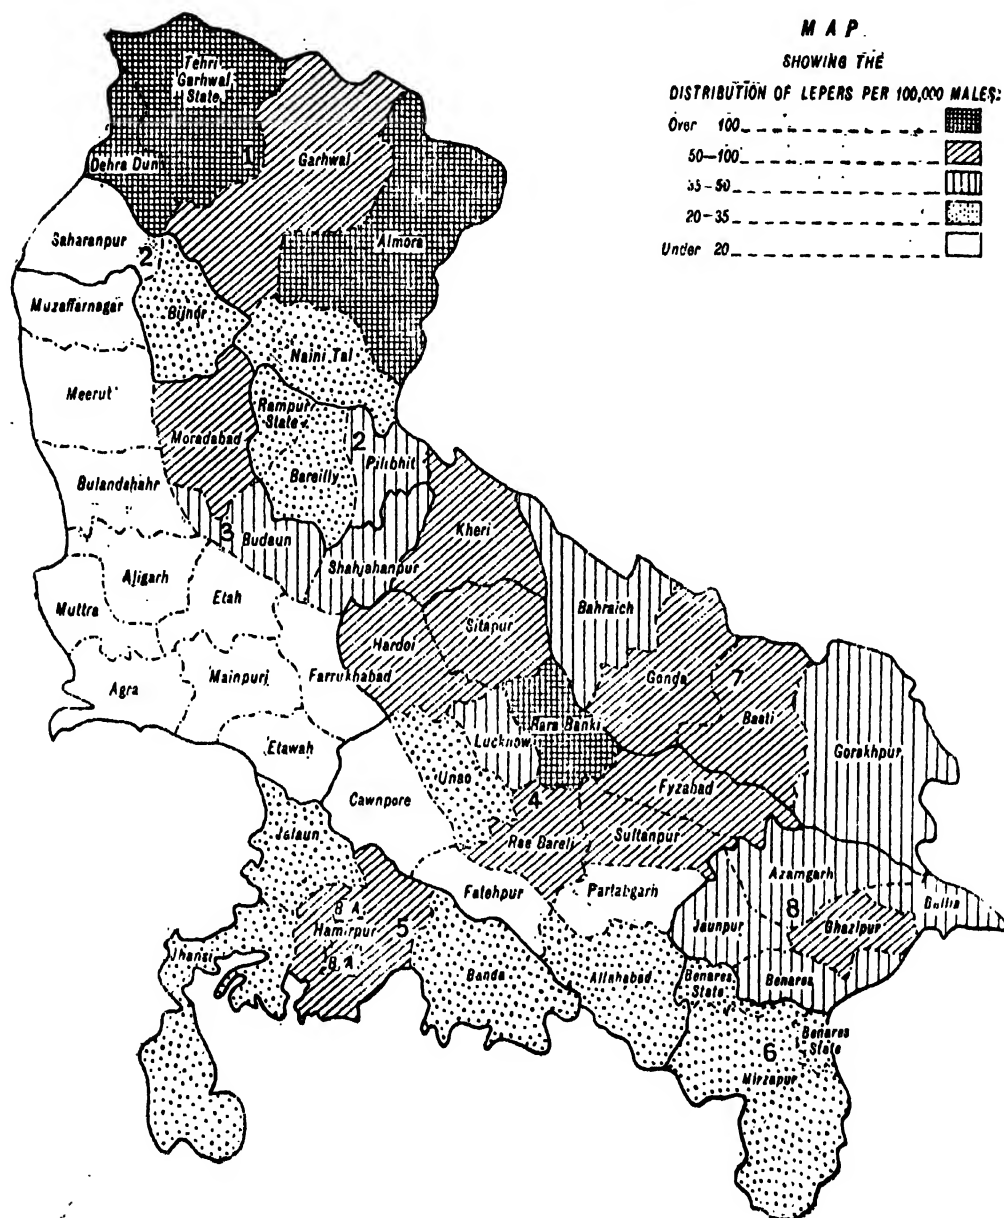 MAP
SHOWING THE
DISTRIBUTION OF LEPERS PER 100,000 MALES:
Over 100
50-100
35-50
20-35
Under 20
Tehri
Garhwal
State
Dehra Dun
1
Garhwal
Almora
Saharanpur
2
Muzaffarnagar
Bijnor
Naini Tal
Meerut
Rampur
State
Moradabad
2
Pilibhit
Bareilly
Bulandshahr
3
Budaun
Kheri
Shahjahanpur
Aligarh
Etah
Muttra
Bahraich
Sitapur
Hardoi
Agra
Mainpuri
Farrukhabad
Gonda
7
Basti
Bara Banki
Lucknow
Gorakhpur
Etawah
Unao
Cawnpore
4
Fyzabad
Jalaun
Rae Bareli
Sultanpur
Azamgarh
Fatehpur
Partabgarh
Ballia
8 A
8
Hamirpur
5
Jaunpur
Ghazipur
Jhansi
8 A
Banda
Allahabad
Benares
State
Benares
Benares
State
6
Mirzapur